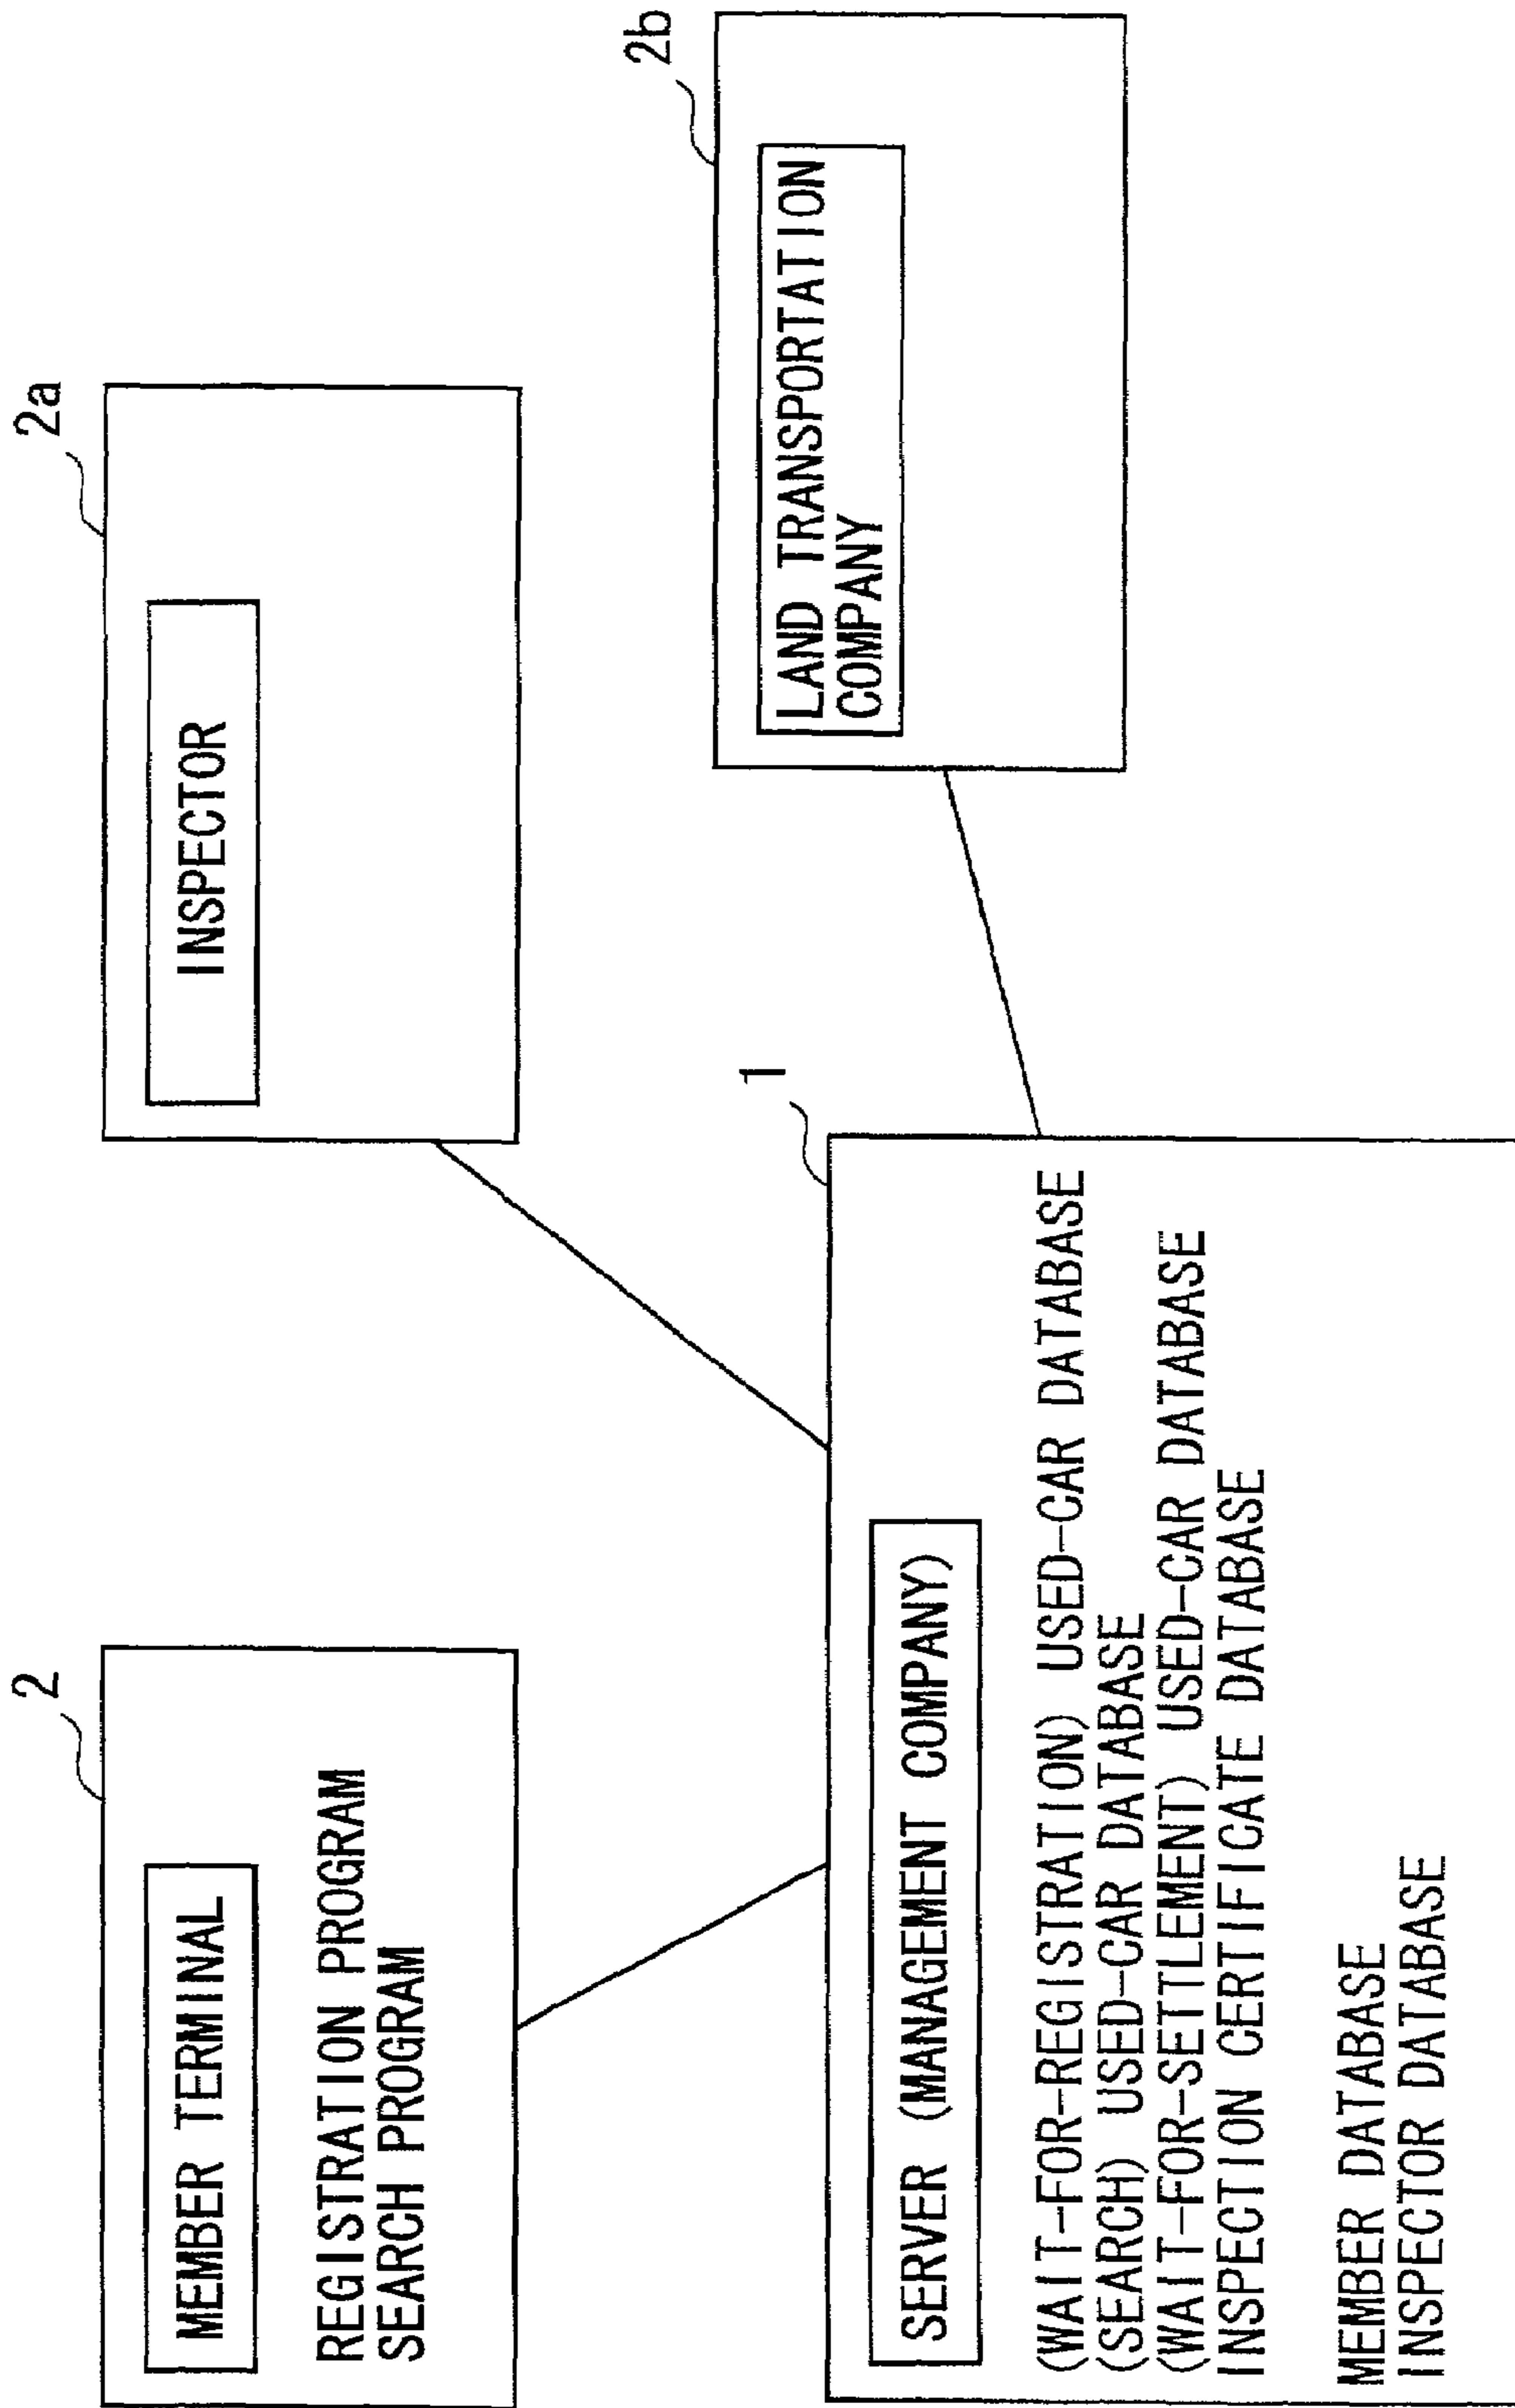 2
MEMBER TERMINAL
REGISTRATION PROGRAM
SEARCH PROGRAM
2a
INSPECTOR
1
SERVER (MANAGEMENT COMPANY)
(WAIT-FOR-REGISTRATION) USED-CAR DATABASE
(SEARCH) USED-CAR DATABASE
(WAIT-FOR-SETTLEMENT) USED-CAR DATABASE
INSPECTION CERTIFICATE DATABASE
MEMBER DATABASE
INSPECTOR DATABASE
2b
LAND TRANSPORTATION
COMPANY